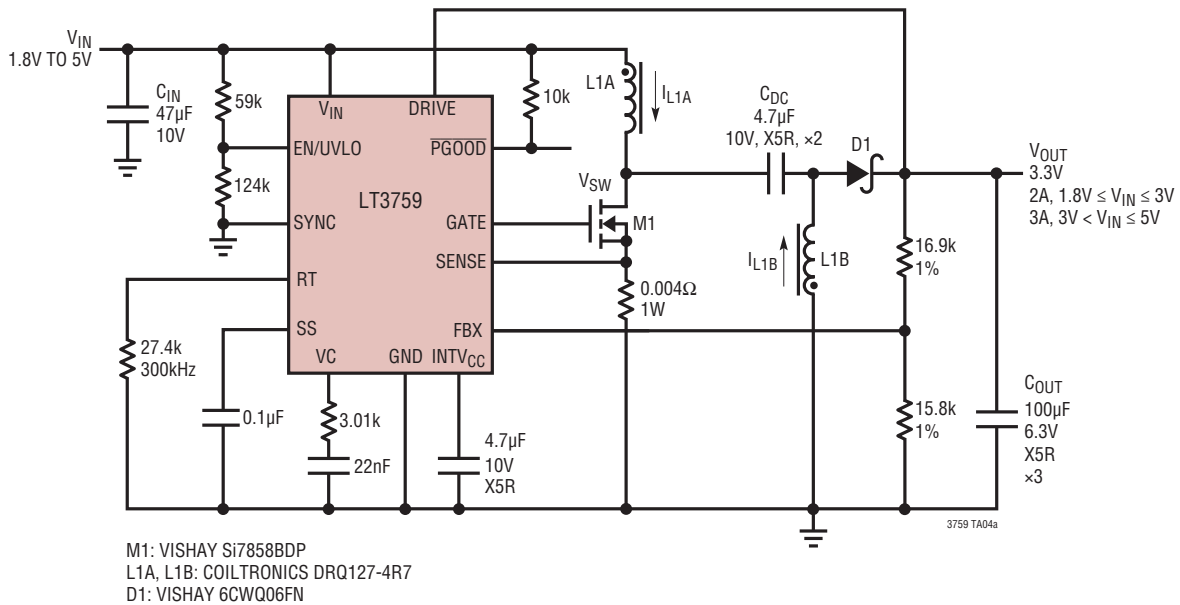 V_IN
1.8V TO 5V
C_IN
47µF
10V
59k
124k
V_IN
DRIVE
EN/UVLO
PGOOD
LT3759
SYNC
GATE
SENSE
RT
SS
FBX
VC
GND
INTV_CC
10k
L1A
I_L1A
C_DC
4.7µF
10V, X5R, ×2
D1
V_OUT
3.3V
2A, 1.8V ≤ V_IN ≤ 3V
3A, 3V < V_IN ≤ 5V
V_SW
M1
I_L1B
L1B
16.9k
1%
0.004Ω
1W
27.4k
300kHz
0.1µF
3.01k
22nF
4.7µF
10V
X5R
15.8k
1%
C_OUT
100µF
6.3V
X5R
×3
3759 TA04a
M1: VISHAY Si7858BDP
L1A, L1B: COILTRONICS DRQ127-4R7
D1: VISHAY 6CWQ06FN